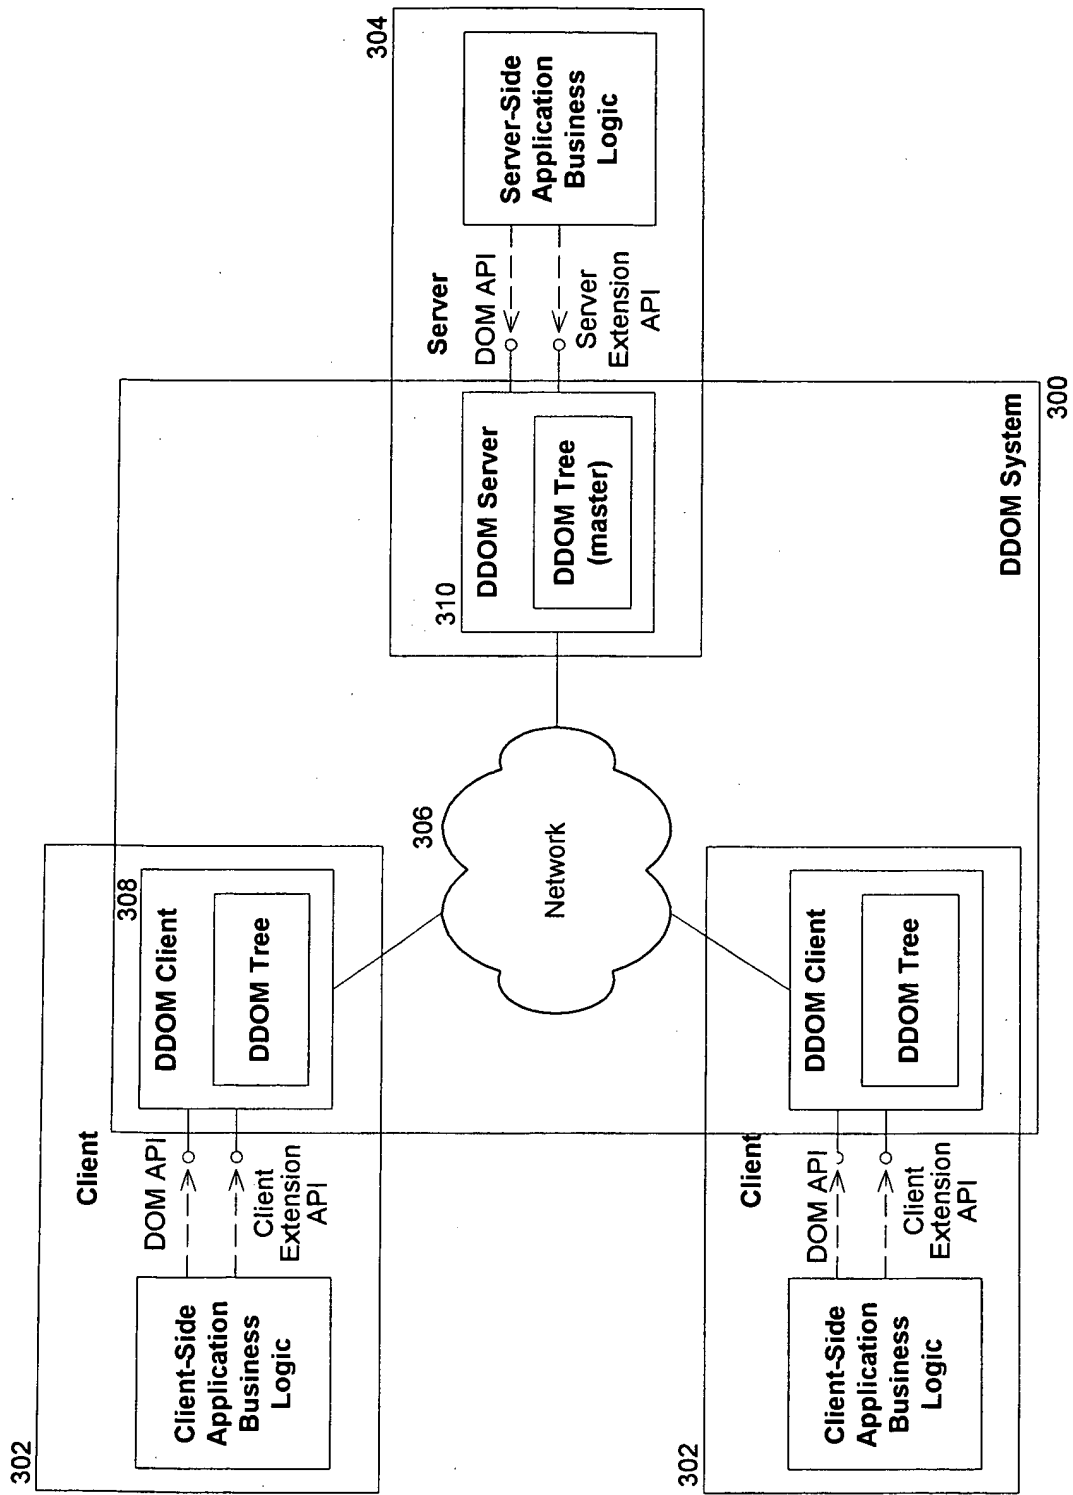 302
Client
Client-Side
Application
Business
Logic
DOM API
Client
Extension
API
308
DDOM Client
DDOM Tree
306
Network
304
Server
310
DDOM Server
DDOM Tree
(master)
DOM API
Server
Extension
API
Server-Side
Application
Business
Logic
302
Client
Client-Side
Application
Business
Logic
DOM API
Client
Extension
API
DDOM Client
DDOM Tree
DDOM System
300